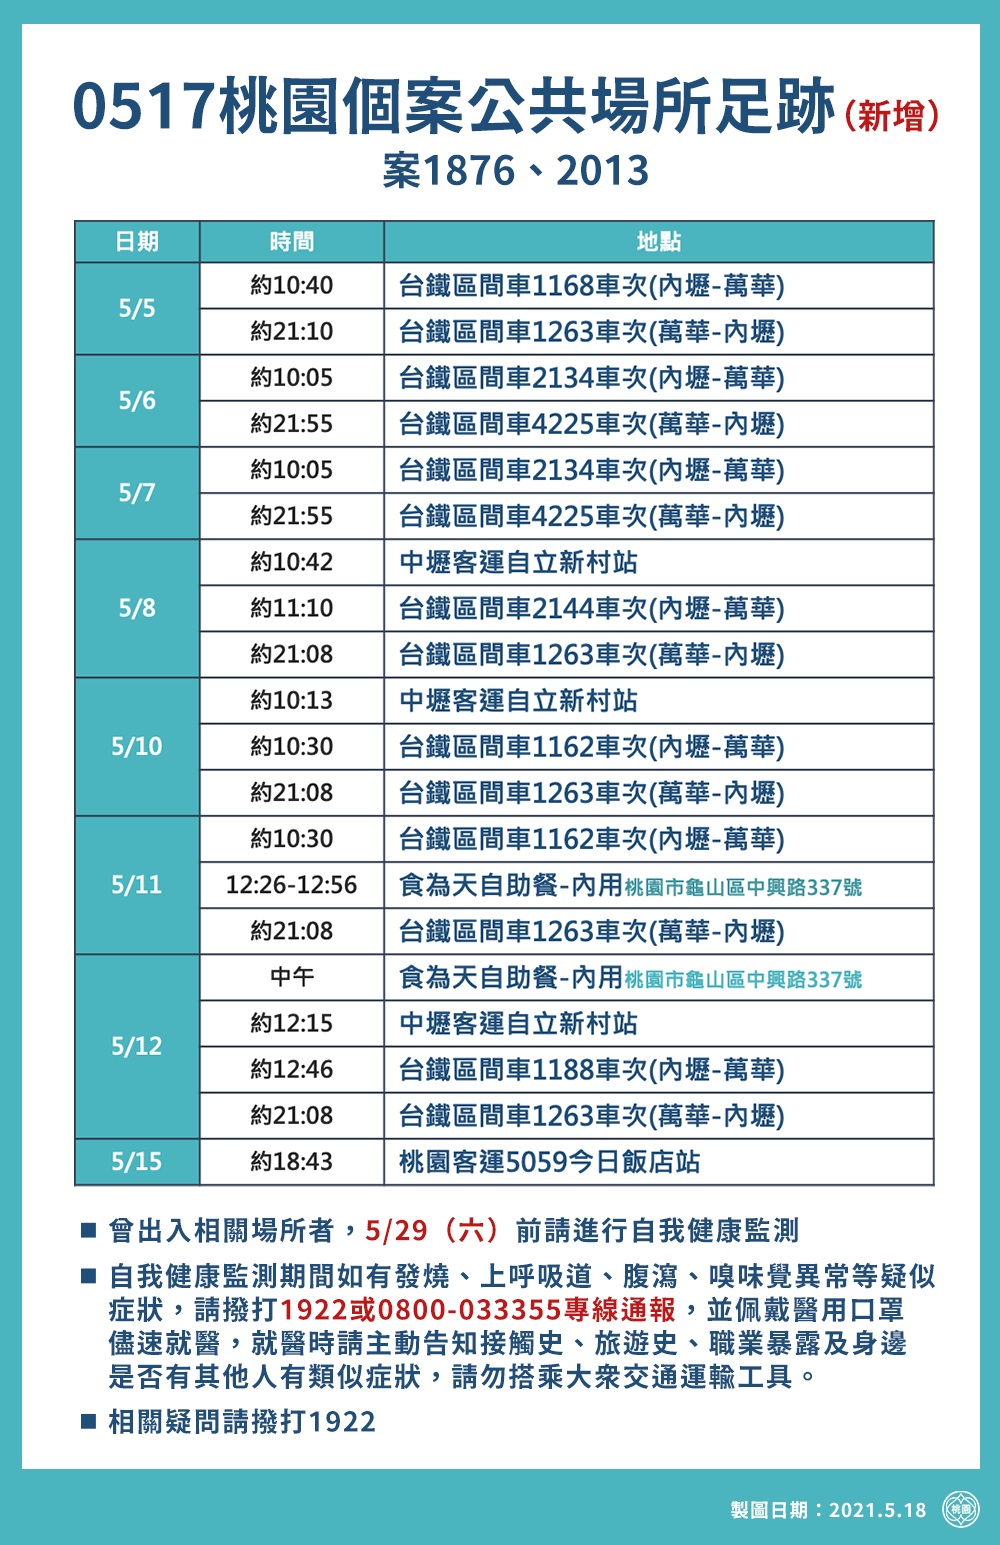 0517桃園個案公共場所足跡(新增)
案1876、2013
日期 時間 地點
5/5 約10:40 台鐵區間車1168車次(內壢-萬華)
約21:10 台鐵區間車1263車次(萬華-內壢)
5/6 約10:05 台鐵區間車2134車次(內壢-萬華)
約21:55 台鐵區間車4225車次(萬華-內壢)
5/7 約10:05 台鐵區間車2134車次(內壢-萬華)
約21:55 台鐵區間車4225車次(萬華-內壢)
5/8 約10:42 中壢客運自立新村站
約11:10 台鐵區間車2144車次(內壢-萬華)
約21:08 台鐵區間車1263車次(萬華-內壢)
5/10 約10:13 中壢客運自立新村站
約10:30 台鐵區間車1162車次(內壢-萬華)
約21:08 台鐵區間車1263車次(萬華-內壢)
5/11 約10:30 台鐵區間車1162車次(內壢-萬華)
12:26-12:56 食為天自助餐-內用桃園市龜山區中興路337號
約21:08 台鐵區間車1263車次(萬華-內壢)
5/12 中午 食為天自助餐-內用桃園市龜山區中興路337號
約12:15 中壢客運自立新村站
約12:46 台鐵區間車1188車次(內壢-萬華)
約21:08 台鐵區間車1263車次(萬華-內壢)
5/15 約18:43 桃園客運5059今日飯店站
■ 曾出入相關場所者，5/29（六）前請進行自我健康監測
■ 自我健康監測期間如有發燒、上呼吸道、腹瀉、嗅味覺異常等疑似
症狀，請撥打1922或0800-033355專線通報，並佩戴醫用口罩
儘速就醫，就醫時請主動告知接觸史、旅遊史、職業暴露及身邊
是否有其他人有類似症狀，請勿搭乘大眾交通運輸工具。
■ 相關疑問請撥打1922
製圖日期：2021.5.18 桃園